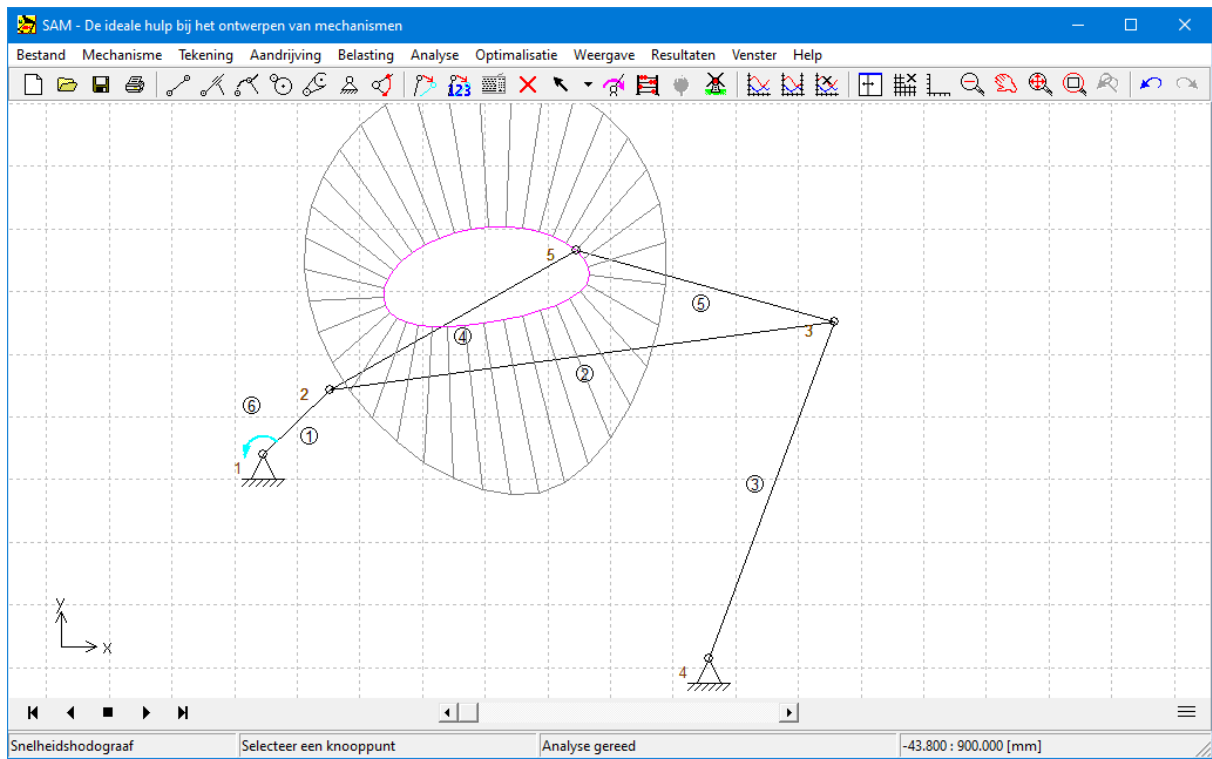 SAM - De ideale hulp bij het ontwerpen van mechanismen
Bestand Mechanisme Tekening Aandrijving Belasting Analyse Optimalisatie Weergave Resultaten Venster Help
123
5
5
3
4
2
2
6
1
1
3
y
x
4
Snelheidshodograaf Selecteer een knooppunt Analyse gereed -43.800 : 900.000 [mm]